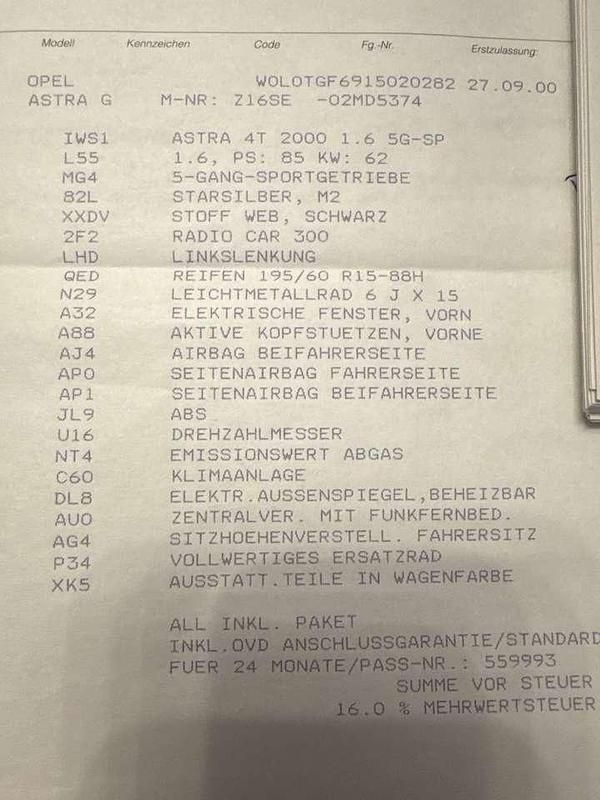 Modell Kennzeichen Code Fg.-Nr. Erstzulassung:
OPEL WOLOTGF6915020282 27.09.00
ASTRA G M-NR: Z16SE -02MD5374
IWS1 ASTRA 4T 2000 1.6 5G-SP
L55 1.6, PS: 85 KW: 62
MG4 5-GANG-SPORTGETRIEBE
82L STARSILBER, M2
XXDV STOFF WEB, SCHWARZ
2F2 RADIO CAR 300
LHD LINKSLENKUNG
QED REIFEN 195/60 R15-88H
N29 LEICHTMETALLRAD 6 J X 15
A32 ELEKTRISCHE FENSTER, VORN
A88 AKTIVE KOPFSTUETZEN, VORNE
AJ4 AIRBAG BEIFAHRERSEITE
AP0 SEITENAIRBAG FAHRERSEITE
AP1 SEITENAIRBAG BEIFAHRERSEITE
JL9 ABS
U16 DREHZAHLMESSER
NT4 EMISSIONSWERT ABGAS
C60 KLIMAANLAGE
DL8 ELEKTR.AUSSENSPIEGEL,BEHEIZBAR
AU0 ZENTRALVER. MIT FUNKFERNBED.
AG4 SITZHOEHENVERSTELL. FAHRERSITZ
P34 VOLLWERTIGES ERSATZRAD
XK5 AUSSTATT.TEILE IN WAGENFARBE
ALL INKL. PAKET
INKL.OVD ANSCHLUSSGARANTIE/STANDARD
FUER 24 MONATE/PASS-NR.: 559993
SUMME VOR STEUER
16.0 % MEHRWERTSTEUER